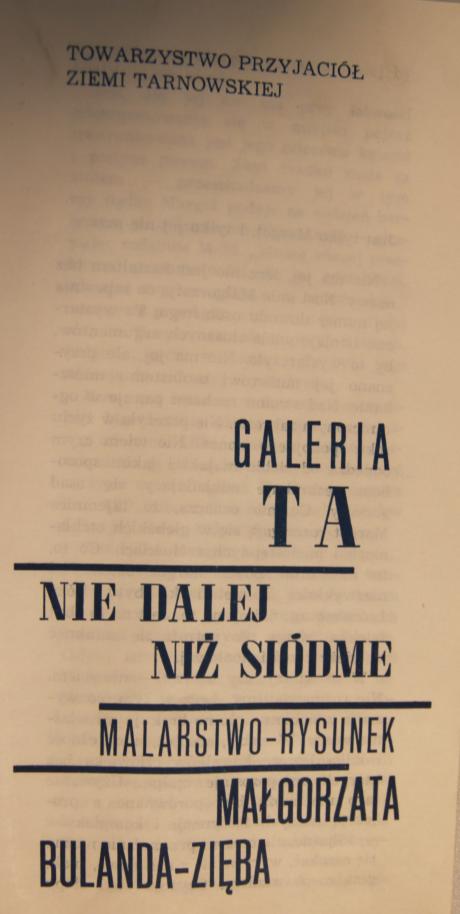 TOWARZYSTWO PRZYJACIÓŁ
ZIEMI TARNOWSKIEJ
GALERIA
TA
NIE DALEJ
NIŻ SIÓDME
MALARSTWO-RYSUNEK
MAŁGORZATA
BULANDA-ZIĘBA